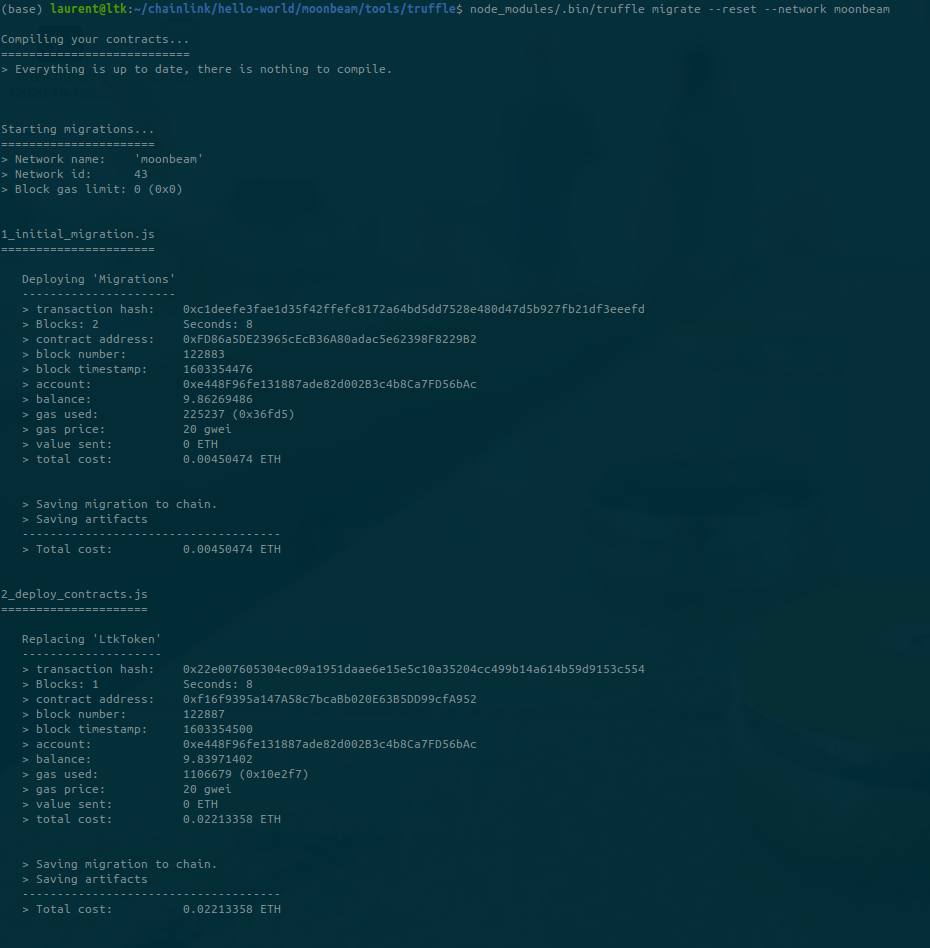 (base) laurent@ltk:~/chainlink/hello-world/moonbeam/tools/truffle$ node_modules/.bin/truffle migrate --reset --network moonbeam
Compiling your contracts...
===========================
> Everything is up to date, there is nothing to compile.
Starting migrations...
======================
> Network name:    'moonbeam'
> Network id:      43
> Block gas limit: 0 (0x0)
1_initial_migration.js
======================
   Deploying 'Migrations'
   ----------------------
   > transaction hash:    0xc1deefe3fae1d35f42ffefc8172a64bd5dd7528e480d47d5b927fb21df3eeefd
   > Blocks: 2            Seconds: 8
   > contract address:    0xFD86a5DE23965cEcB36A80adac5e62398F8229B2
   > block number:        122883
   > block timestamp:     1603354476
   > account:             0xe448F96fe131887ade82d002B3c4b8Ca7FD56bAc
   > balance:             9.86269486
   > gas used:            225237 (0x36fd5)
   > gas price:           20 gwei
   > value sent:          0 ETH
   > total cost:          0.00450474 ETH
   > Saving migration to chain.
   > Saving artifacts
   -------------------------------------
   > Total cost:          0.00450474 ETH
2_deploy_contracts.js
=====================
   Replacing 'LtkToken'
   --------------------
   > transaction hash:    0x22e007605304ec09a1951daae6e15e5c10a35204cc499b14a614b59d9153c554
   > Blocks: 1            Seconds: 8
   > contract address:    0xf16f9395a147A58c7bcaBb020E63B5DD99cfA952
   > block number:        122887
   > block timestamp:     1603354500
   > account:             0xe448F96fe131887ade82d002B3c4b8Ca7FD56bAc
   > balance:             9.83971402
   > gas used:            1106679 (0x10e2f7)
   > gas price:           20 gwei
   > value sent:          0 ETH
   > total cost:          0.02213358 ETH
   > Saving migration to chain.
   > Saving artifacts
   -------------------------------------
   > Total cost:          0.02213358 ETH